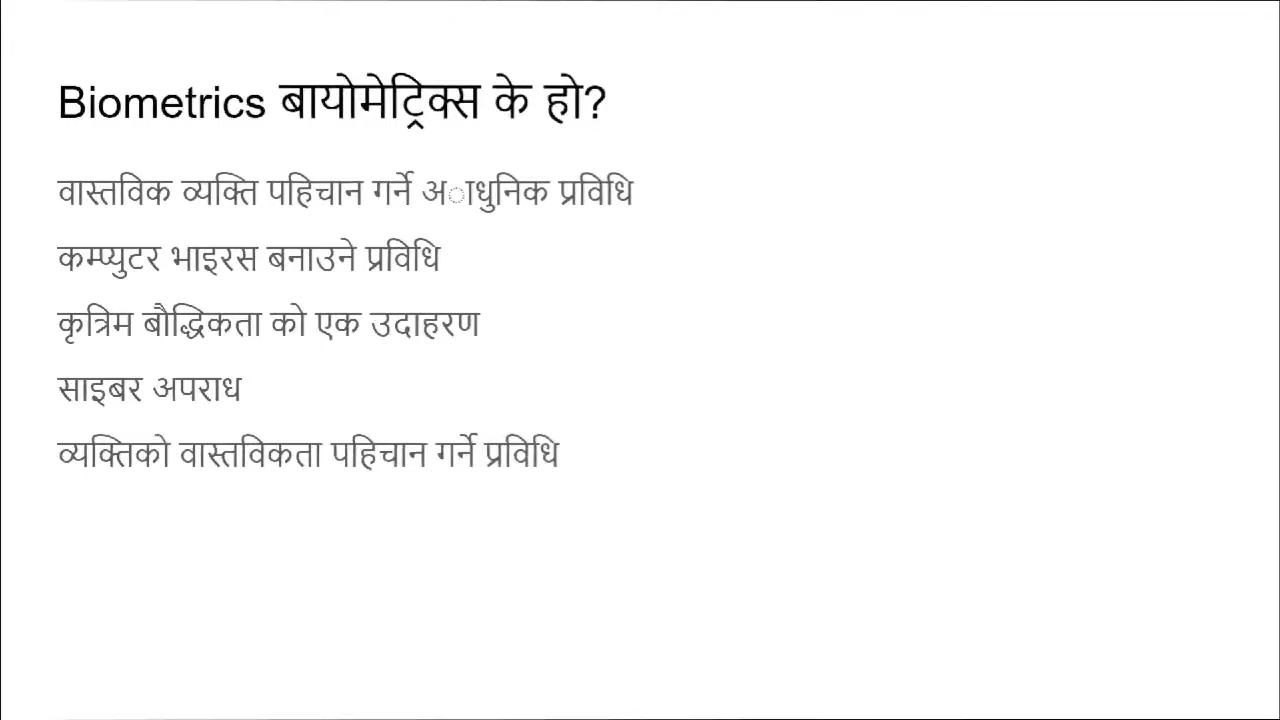 Biometrics बायोमेट्रिक्स के हो?
वास्तविक व्यक्ति पहिचान गर्ने अाधुनिक प्रविधि
कम्प्युटर भाइरस बनाउने प्रविधि
कृत्रिम बौद्धिकता को एक उदाहरण
साइबर अपराध
व्यक्तिको वास्तविकता पहिचान गर्ने प्रविधि